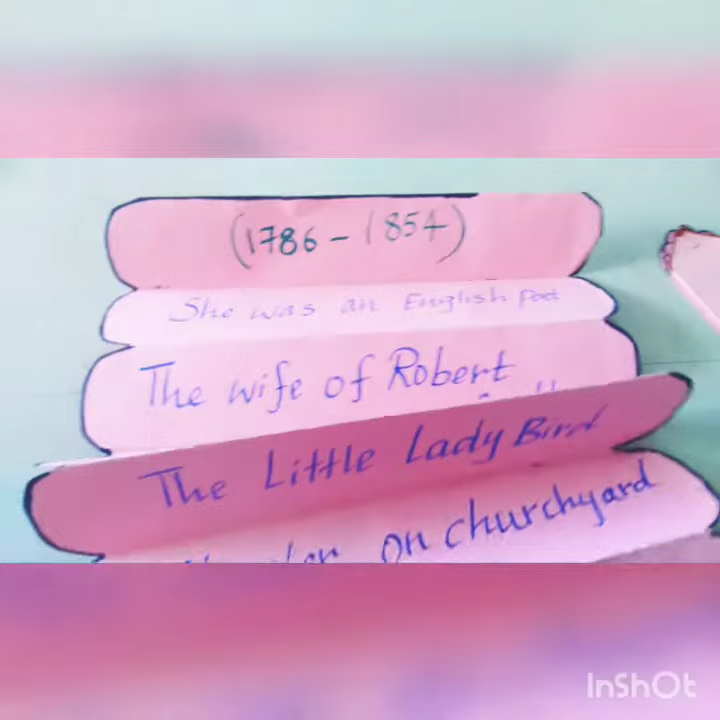 (1786 - 1854)
She was an English Poet
The wife of Robert
The Little Lady Bird
on churchyard
InShOt